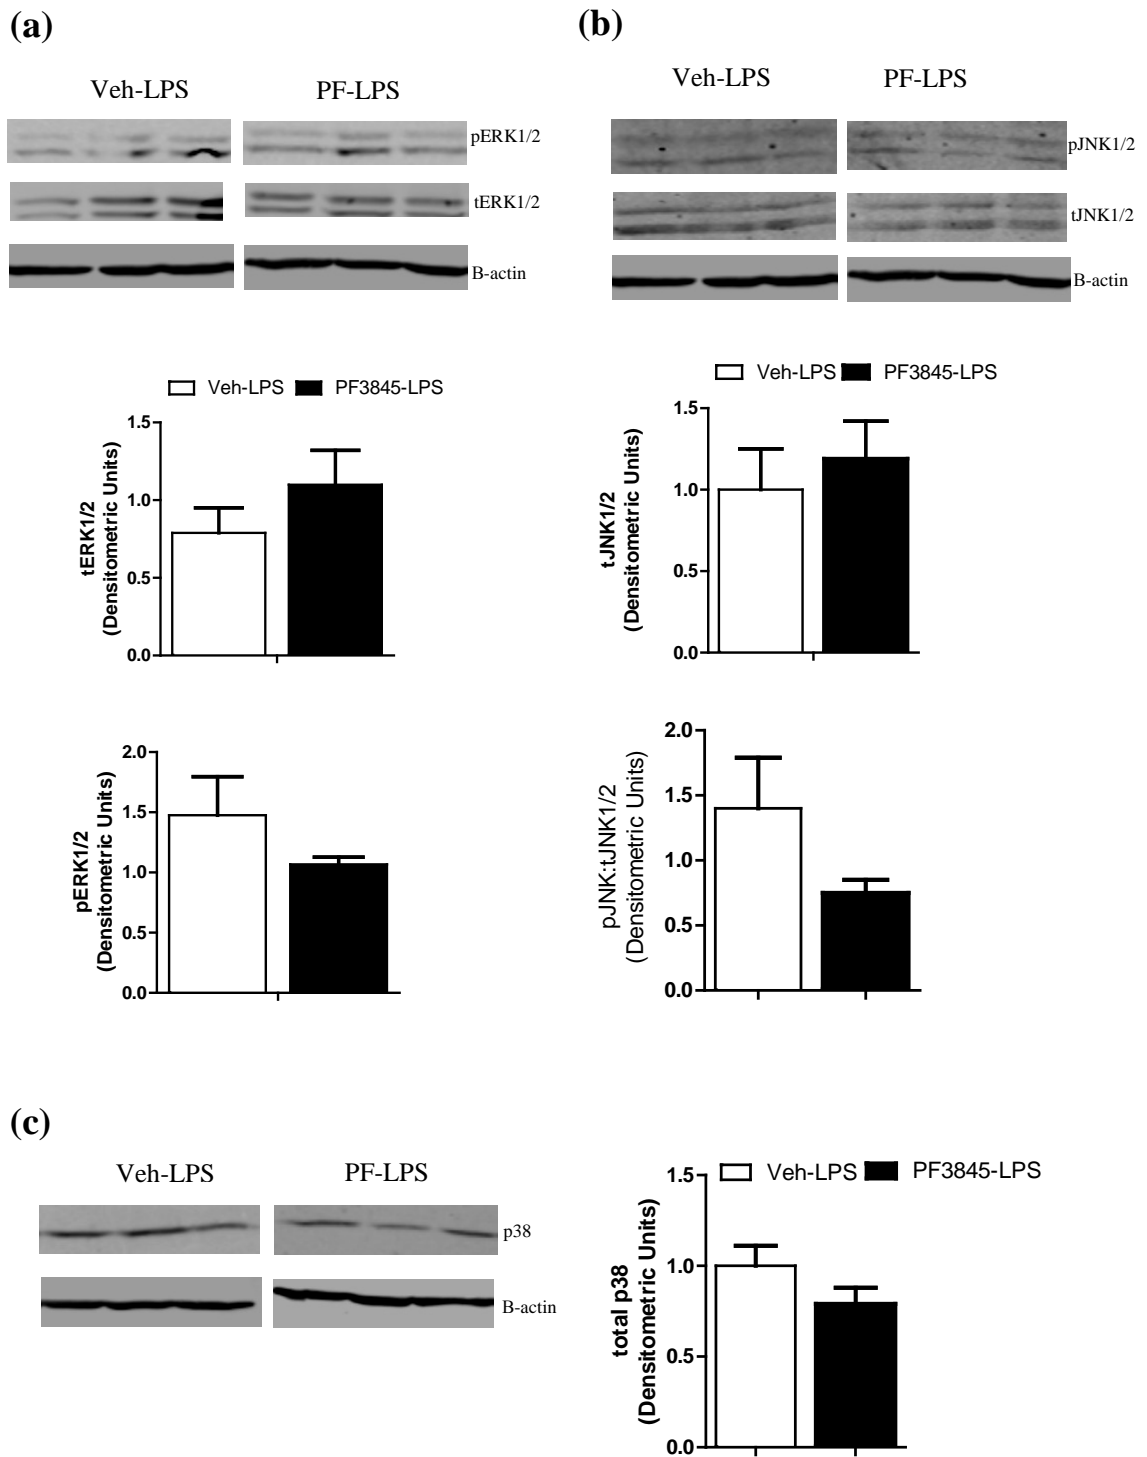 (a)
Veh-LPS PF-LPS
pERK1/2
tERK1/2
B-actin
Veh-LPS PF3845-LPS
tERK1/2
(Densitometric Units)
1.5
1.0
0.5
0.0
pERK1/2
(Densitometric Units)
2.0
1.5
1.0
0.5
0.0
(b)
Veh-LPS PF-LPS
pJNK1/2
tJNK1/2
B-actin
Veh-LPS PF3845-LPS
tJNK1/2
(Densitometric Units)
1.5
1.0
0.5
0.0
pJNK:tJNK1/2
(Densitometric Units)
2.0
1.5
1.0
0.5
0.0
(c)
Veh-LPS PF-LPS
p38
B-actin
Veh-LPS PF3845-LPS
total p38
(Densitometric Units)
1.5
1.0
0.5
0.0